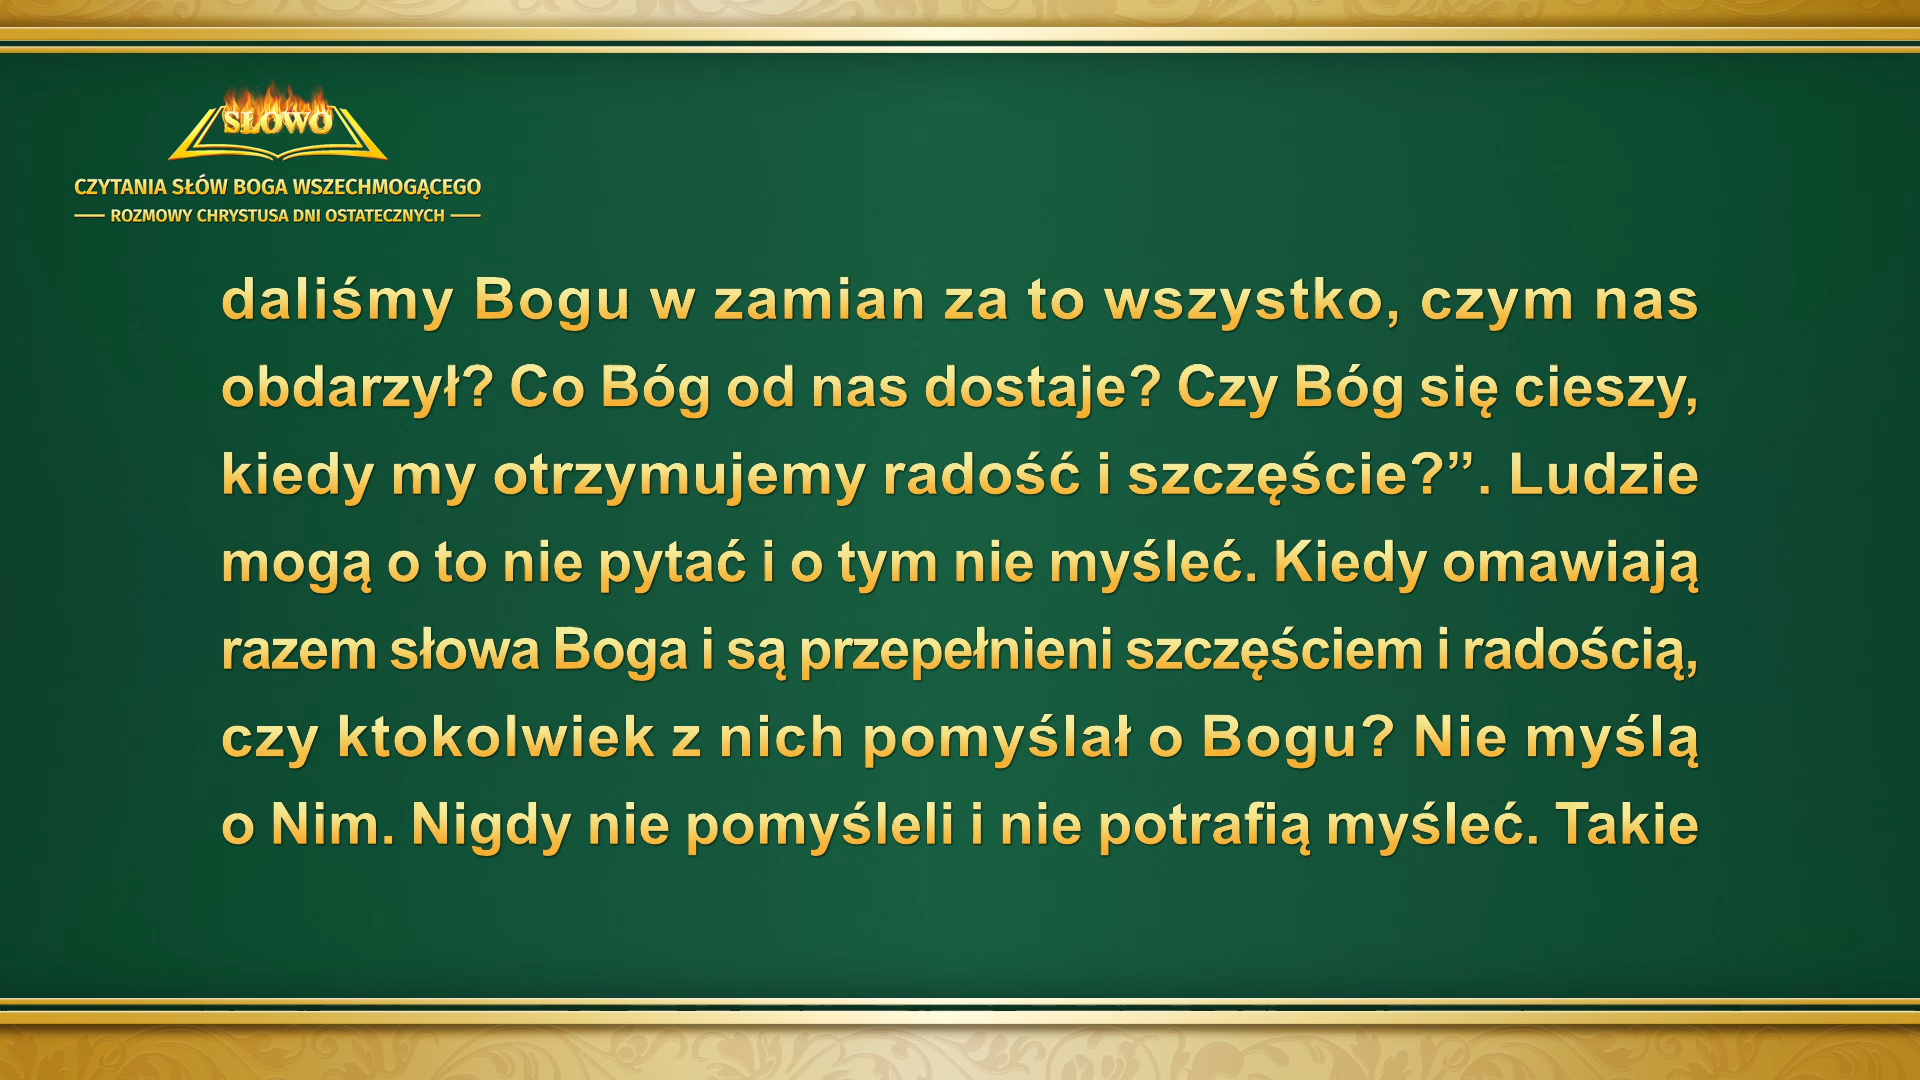 SŁOWO
CZYTANIA SŁÓW BOGA WSZECHMOGĄCEGO
ROZMOWY CHRYSTUSA DNI OSTATECZNYCH
daliśmy Bogu w zamian za to wszystko, czym nas
obdarzył? Co Bóg od nas dostaje? Czy Bóg się cieszy,
kiedy my otrzymujemy radość i szczęście?”. Ludzie
mogą o to nie pytać i o tym nie myśleć. Kiedy omawiają
razem słowa Boga i są przepełnieni szczęściem i radością,
czy ktokolwiek z nich pomyślał o Bogu? Nie myślą
o Nim. Nigdy nie pomyśleli i nie potrafią myśleć. Takie